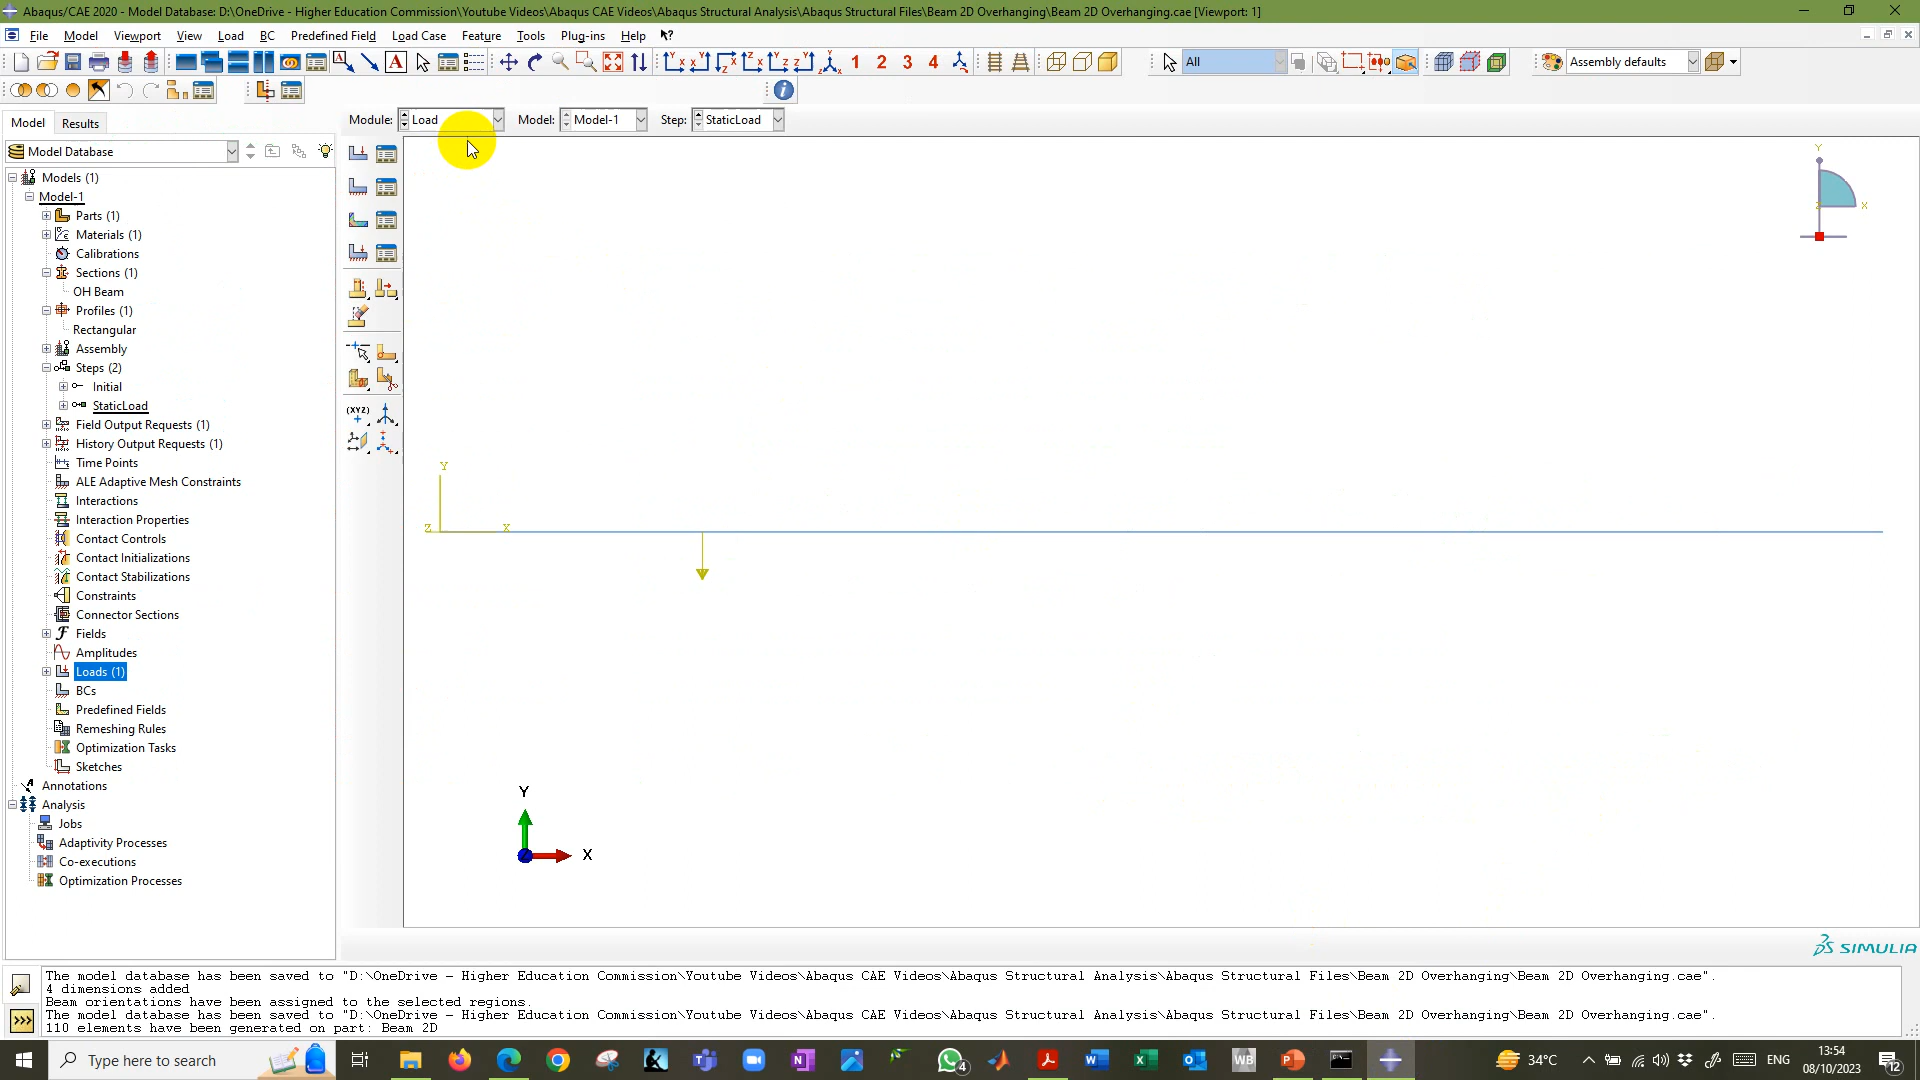 Abaqus/CAE 2020 - Model Database: D:\OneDrive - Higher Education Commission\Youtube Videos\Abaqus CAE Videos\Abaqus Structural Analysis\Abaqus Structural Files\Beam 2D Overhanging\Beam 2D Overhanging.cae [Viewport: 1]
File Model Viewport View Load BC Predefined Field Load Case Feature Tools Plug-ins Help
1 2 3 4 All Assembly defaults
Model Results
Module: Load Model: Model-1 Step: StaticLoad
Model Database
Models (1)
Model-1
Parts (1)
Materials (1)
Calibrations
Sections (1)
OH Beam
Profiles (1)
Rectangular
Assembly
Steps (2)
Initial
StaticLoad
Field Output Requests (1)
History Output Requests (1)
Time Points
ALE Adaptive Mesh Constraints
Interactions
Interaction Properties
Contact Controls
Contact Initializations
Contact Stabilizations
Constraints
Connector Sections
Fields
Amplitudes
Loads (1)
BCs
Predefined Fields
Remeshing Rules
Optimization Tasks
Sketches
Annotations
Analysis
Jobs
Adaptivity Processes
Co-executions
Optimization Processes
(XYZ)
Y
X
Y
Z X
Y
Z X
SIMULIA
The model database has been saved to "D:\OneDrive - Higher Education Commission\Youtube Videos\Abaqus CAE Videos\Abaqus Structural Analysis\Abaqus Structural Files\Beam 2D Overhanging\Beam 2D Overhanging.cae".
4 dimensions added
Beam orientations have been assigned to the selected regions.
The model database has been saved to "D:\OneDrive - Higher Education Commission\Youtube Videos\Abaqus CAE Videos\Abaqus Structural Analysis\Abaqus Structural Files\Beam 2D Overhanging\Beam 2D Overhanging.cae".
110 elements have been generated on part: Beam 2D
Type here to search
34°C ENG
13:54
08/10/2023